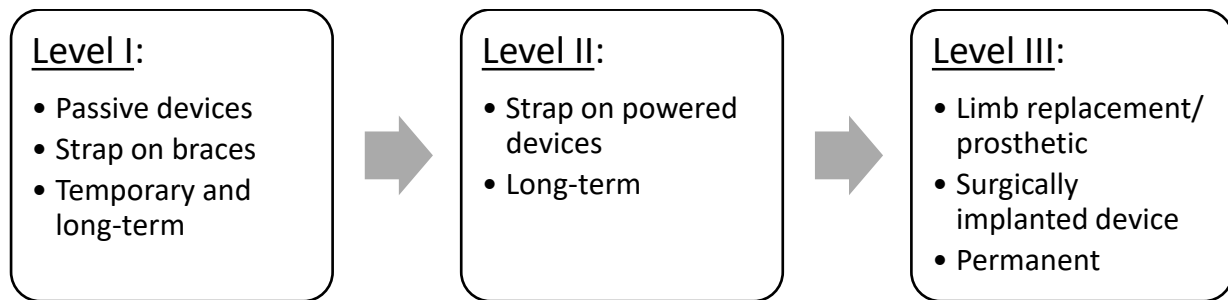 Level I:
• Passive devices
• Strap on braces
• Temporary and
long-term
Level II:
• Strap on powered
devices
• Long-term
Level III:
• Limb replacement/
prosthetic
• Surgically
implanted device
• Permanent